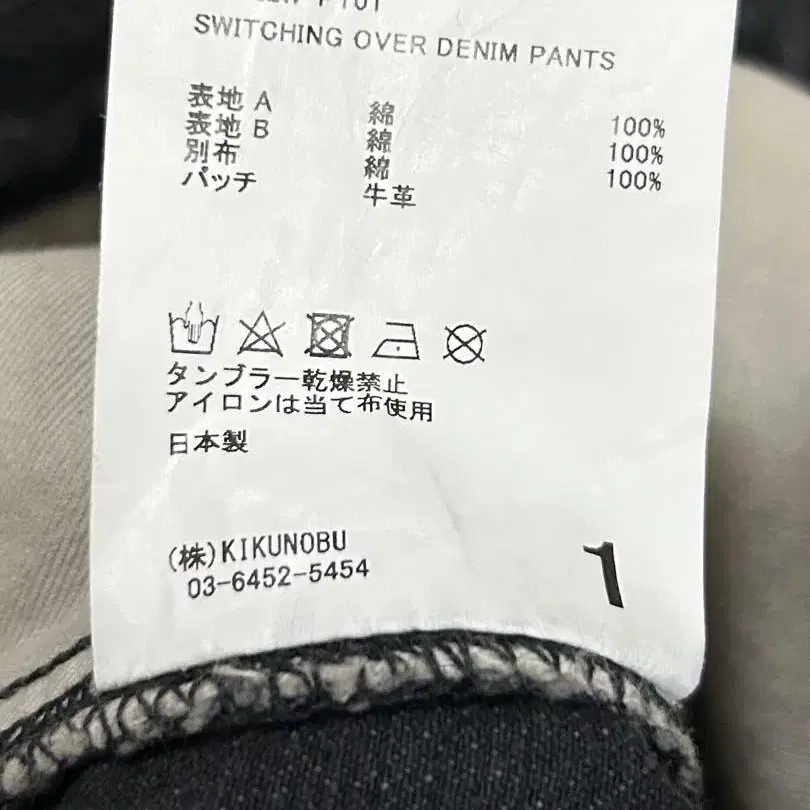 SWITCHING OVER DENIM PANTS
表地 A 綿 100%
表地 B 綿 100%
別布 綿 100%
パッチ 牛革
タンブラー乾燥禁止
アイロンは当て布使用
日本製
(株)KIKUNOBU
03-6452-5454
1